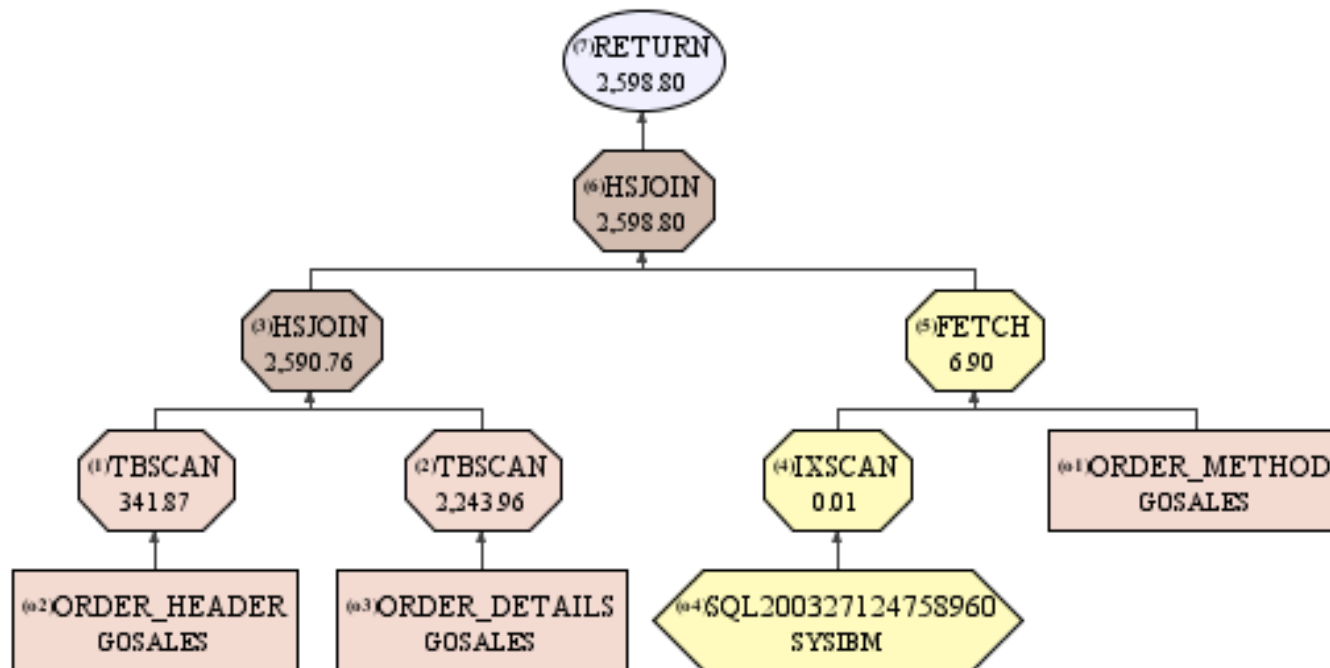 (7)RETURN
2,598.80
(6)HSJOIN
2,598.80
(3)HSJOIN
2,590.76
(5)FETCH
6.90
(1)TBSCAN
341.87
(2)TBSCAN
2,243.96
(4)IXSCAN
0.01
(o1)ORDER_METHOD
GOSALES
(o2)ORDER_HEADER
GOSALES
(o3)ORDER_DETAILS
GOSALES
(o4)SQL200327124758960
SYSIBM